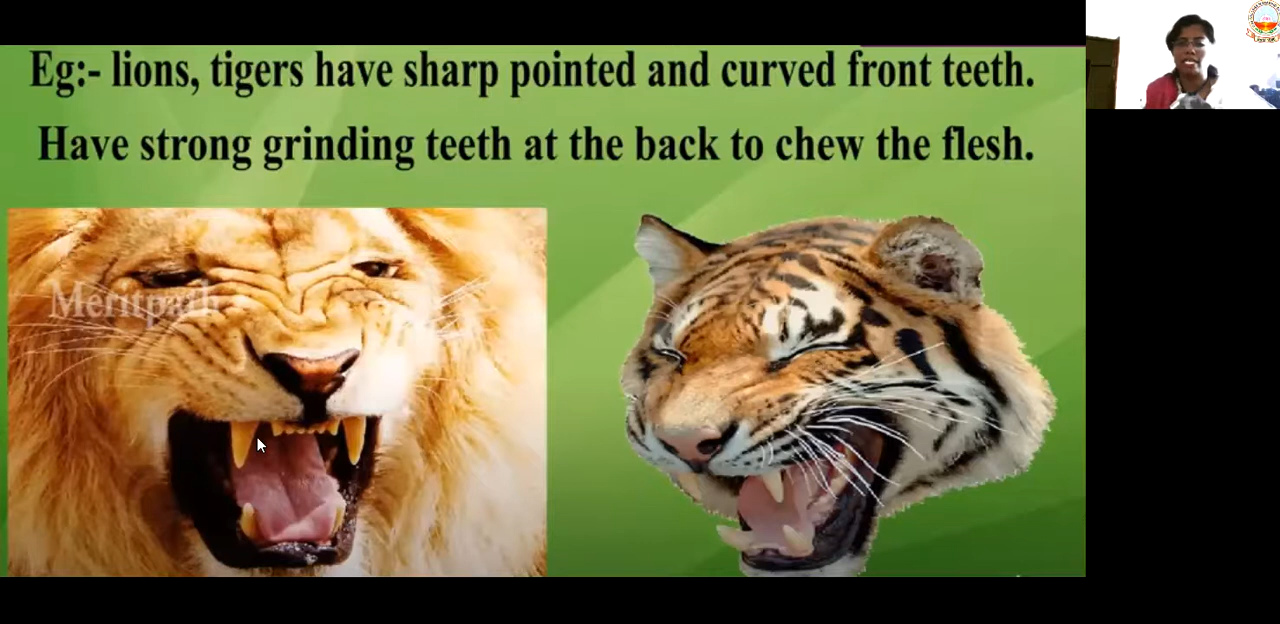 Eg:- lions, tigers have sharp pointed and curved front teeth.
Have strong grinding teeth at the back to chew the flesh.
Meritpath